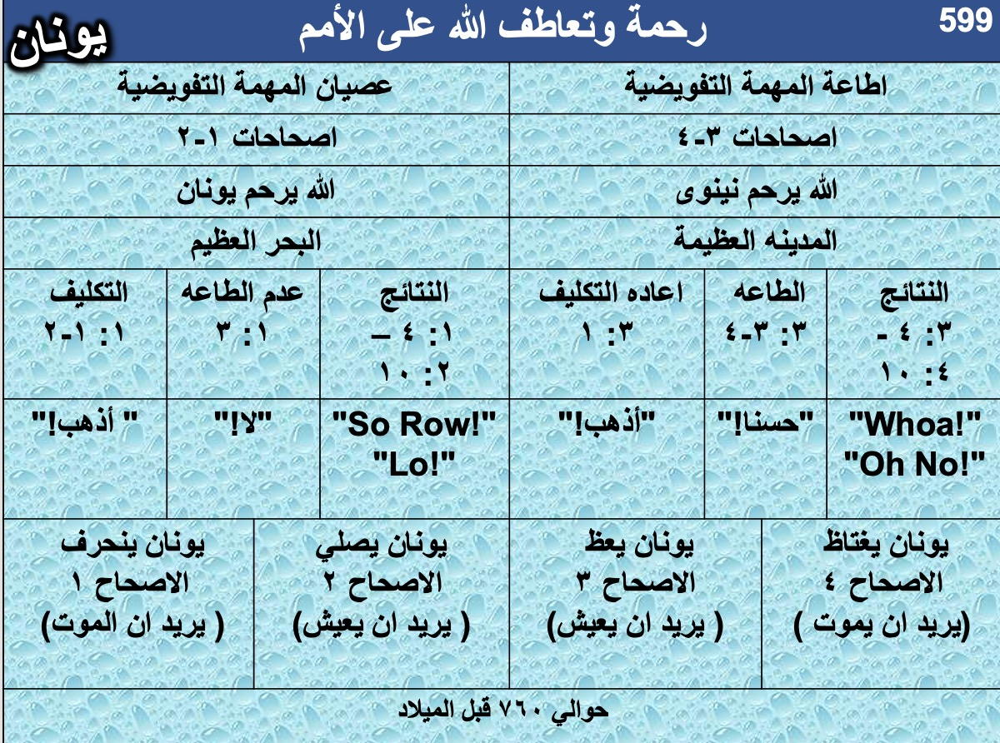 599
رحمة وتعاطف الله على الأمم
يونان
عصيان المهمة التفويضية
اطاعة المهمة التفويضية
اصحاحات ١-٢
اصحاحات ٣-٤
الله يرحم يونان
الله يرحم نينوى
البحر العظيم
المدينه العظيمة
التكليف
١: ١-٢
عدم الطاعه
١: ٣
النتائج
١: ٤ –
٢: ١٠
اعاده التكليف
٣: ١
الطاعه
٣: ٣-٤
النتائج
٣: ٤ -
٤: ١٠
" أذهب!"
"لا!"
"So Row!"
"Lo!"
"أذهب!"
"حسنا!"
"Whoa!"
"Oh No!"
يونان ينحرف
الاصحاح ١
( يريد ان الموت)
يونان يصلي
الاصحاح ٢
( يريد ان يعيش)
يونان يعظ
الاصحاح ٣
( يريد ان يعيش)
يونان يغتاظ
الاصحاح ٤
(يريد ان يموت )
حوالي ٧٦٠ قبل الميلاد